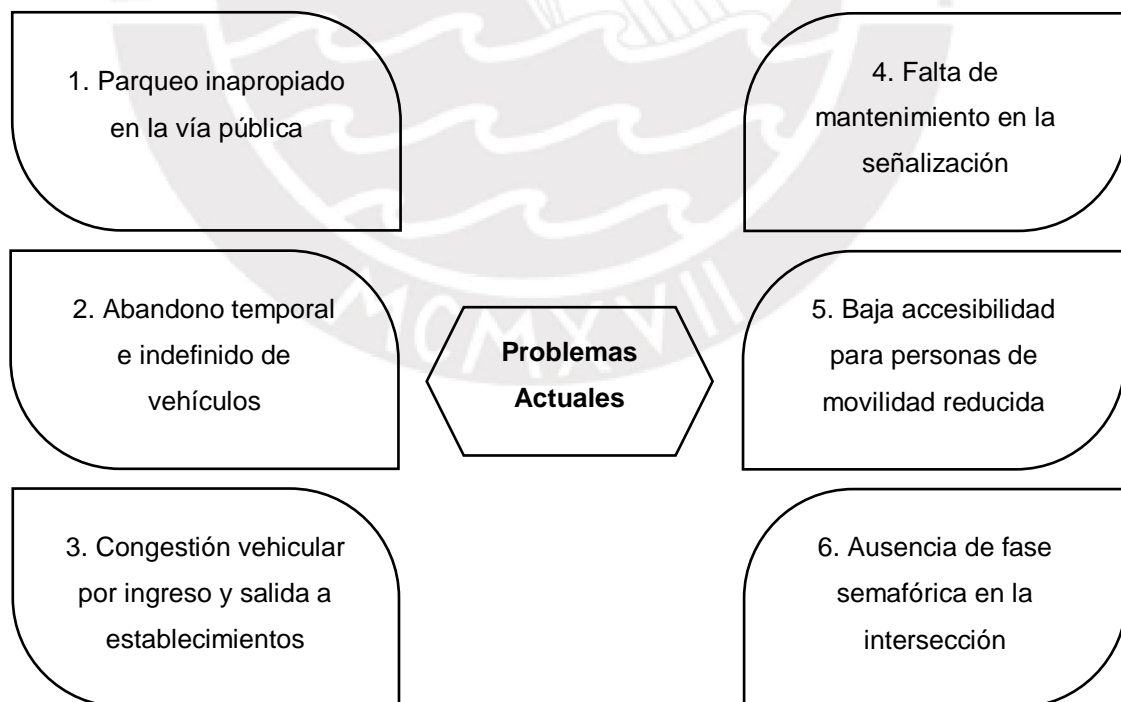 1. Parqueo inapropiado
en la vía pública
2. Abandono temporal
e indefinido de
vehículos
3. Congestión vehicular
por ingreso y salida a
establecimientos
Problemas
Actuales
4. Falta de
mantenimiento en la
señalización
5. Baja accesibilidad
para personas de
movilidad reducida
6. Ausencia de fase
semafórica en la
intersección
MCMXVII